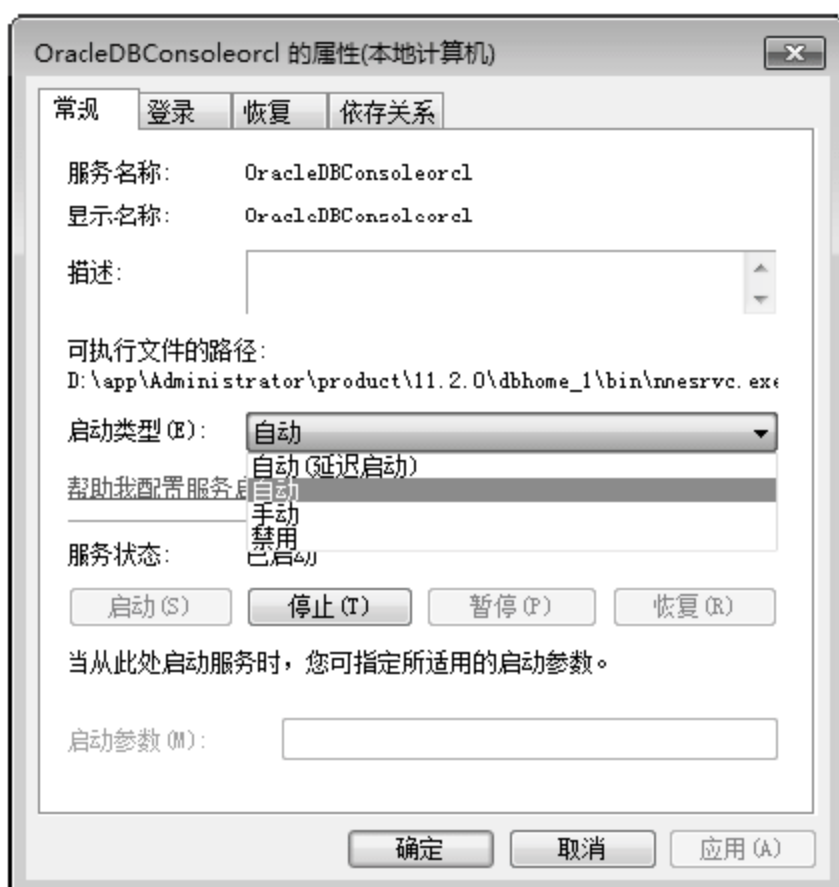 OracleDBConsoleorcl 的属性(本地计算机)
常规 登录 恢复 依存关系
服务名称: OracleDBConsoleorcl
显示名称: OracleDBConsoleorcl
描述:
可执行文件的路径:
D:\app\Administrator\product\11.2.0\dbhome_1\bin\nmesrvc.exe
启动类型(E): 自动
自动(延迟启动)
帮助我配置服务启
自动
手动
禁用
服务状态: 已启动
启动(S) 停止(T) 暂停(P) 恢复(R)
当从此处启动服务时，您可指定所适用的启动参数。
启动参数(M):
确定 取消 应用(A)